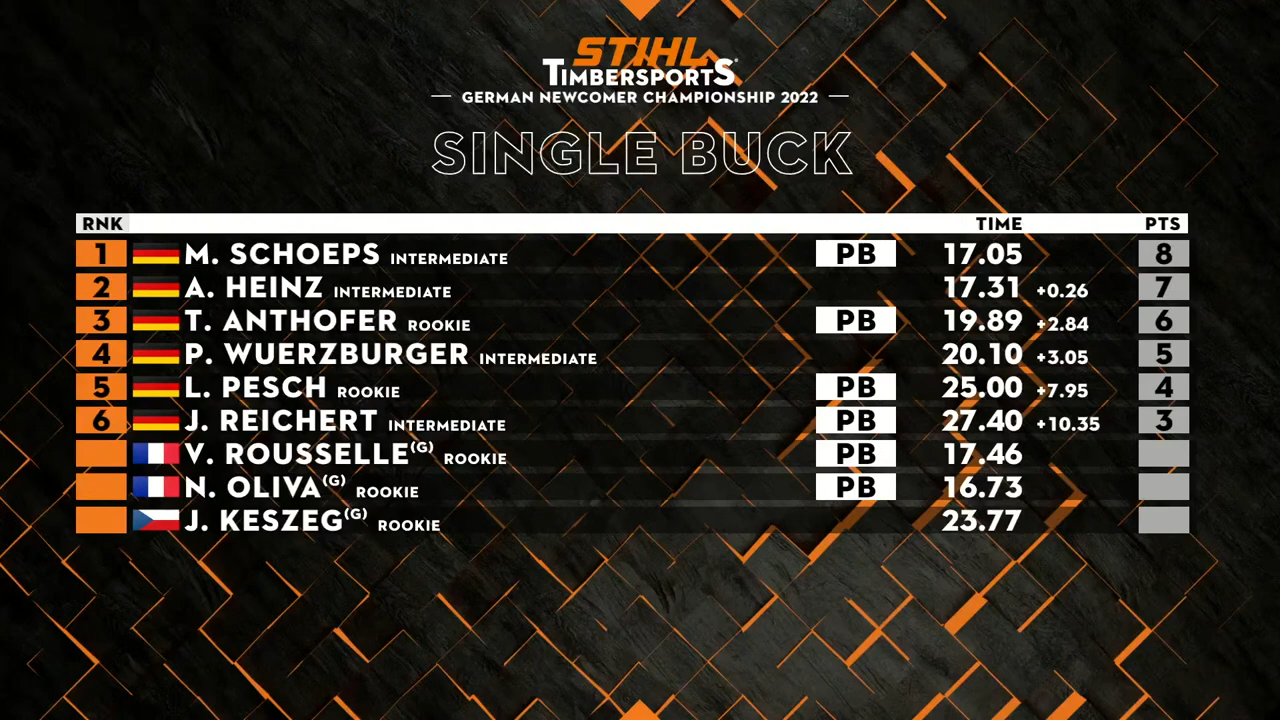 STIHL
TIMBERSPORTS®
GERMAN NEWCOMER CHAMPIONSHIP 2022
SINGLE BUCK
RNK TIME PTS
1 M. SCHOEPS INTERMEDIATE PB 17.05 8
2 A. HEINZ INTERMEDIATE 17.31 +0.26 7
3 T. ANTHOFER ROOKIE PB 19.89 +2.84 6
4 P. WUERZBURGER INTERMEDIATE 20.10 +3.05 5
5 L. PESCH ROOKIE PB 25.00 +7.95 4
6 J. REICHERT INTERMEDIATE PB 27.40 +10.35 3
V. ROUSSELLE(G) ROOKIE PB 17.46
N. OLIVA(G) ROOKIE PB 16.73
J. KESZEG(G) ROOKIE 23.77